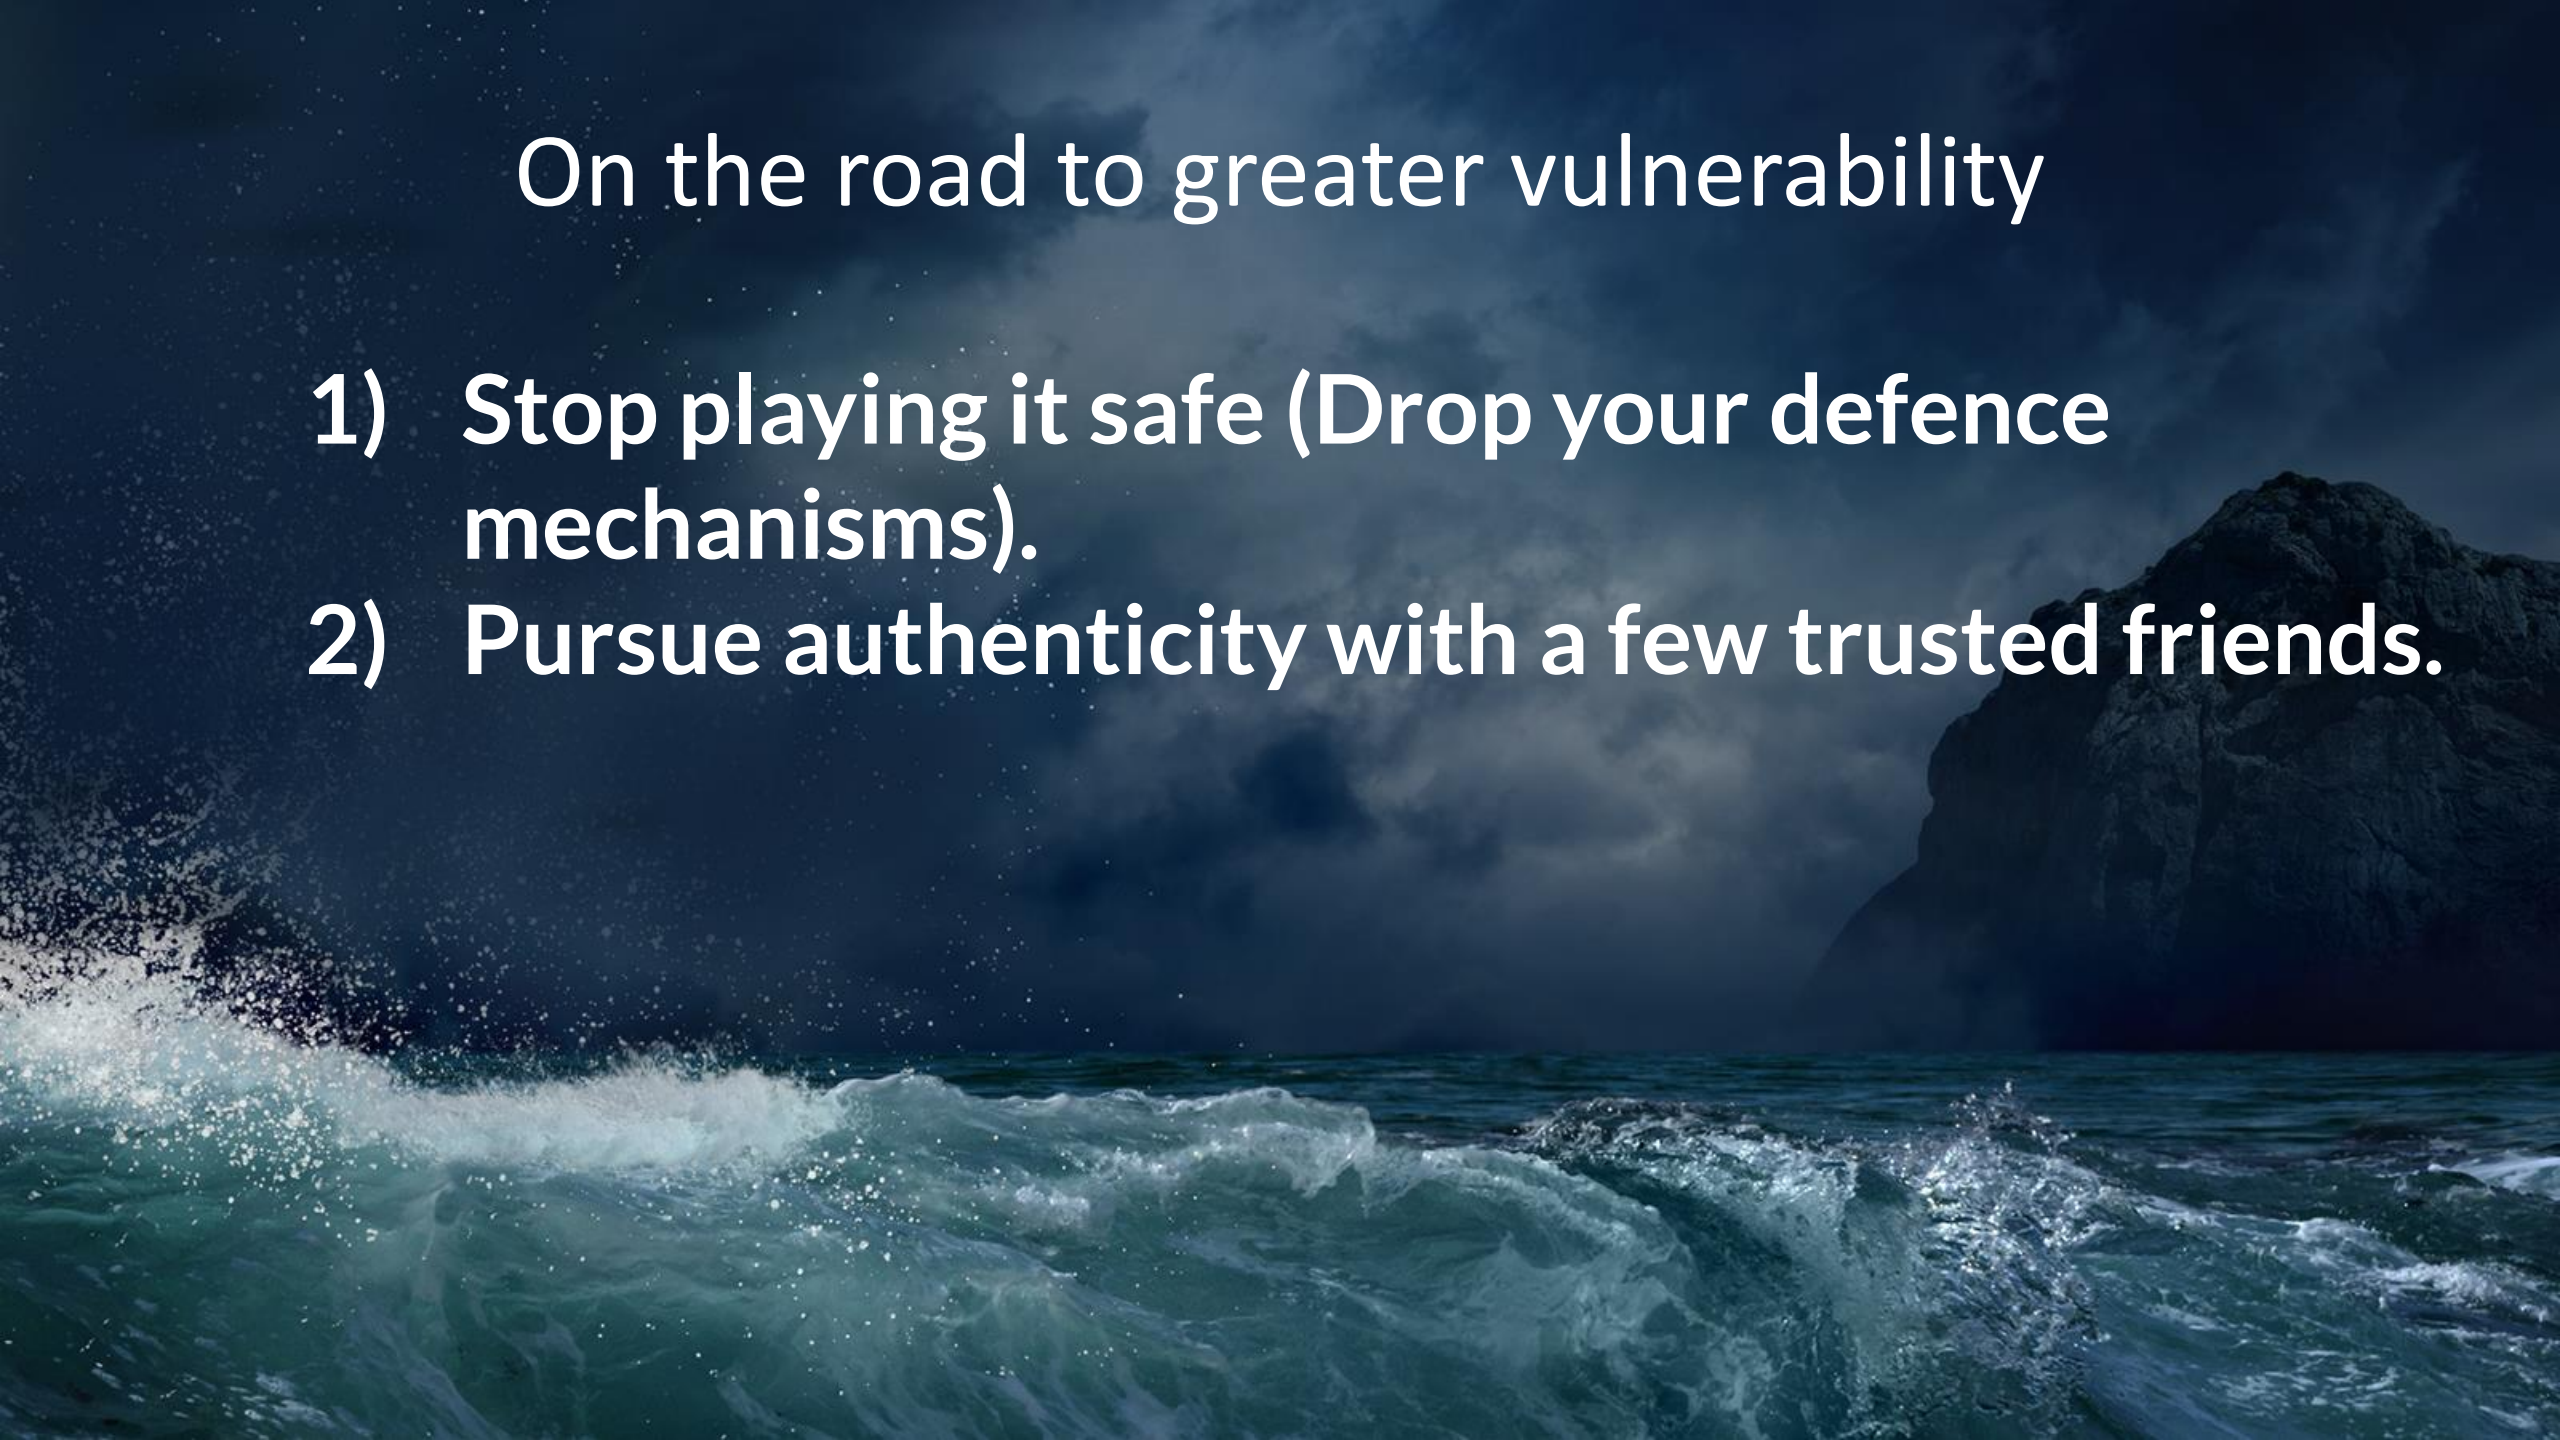 On the road to greater vulnerability
1) Stop playing it safe (Drop your defence
mechanisms).
2) Pursue authenticity with a few trusted friends.